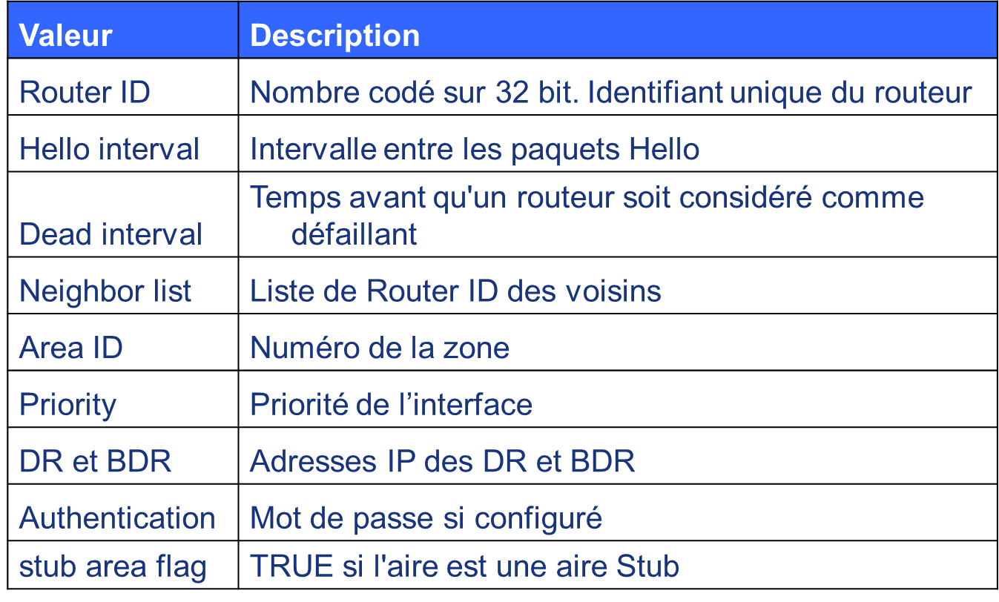 Valeur Description
Router ID Nombre codé sur 32 bit. Identifiant unique du routeur
Hello interval Intervalle entre les paquets Hello
Dead interval Temps avant qu'un routeur soit considéré comme
défaillant
Neighbor list Liste de Router ID des voisins
Area ID Numéro de la zone
Priority Priorité de l’interface
DR et BDR Adresses IP des DR et BDR
Authentication Mot de passe si configuré
stub area flag TRUE si l'aire est une aire Stub